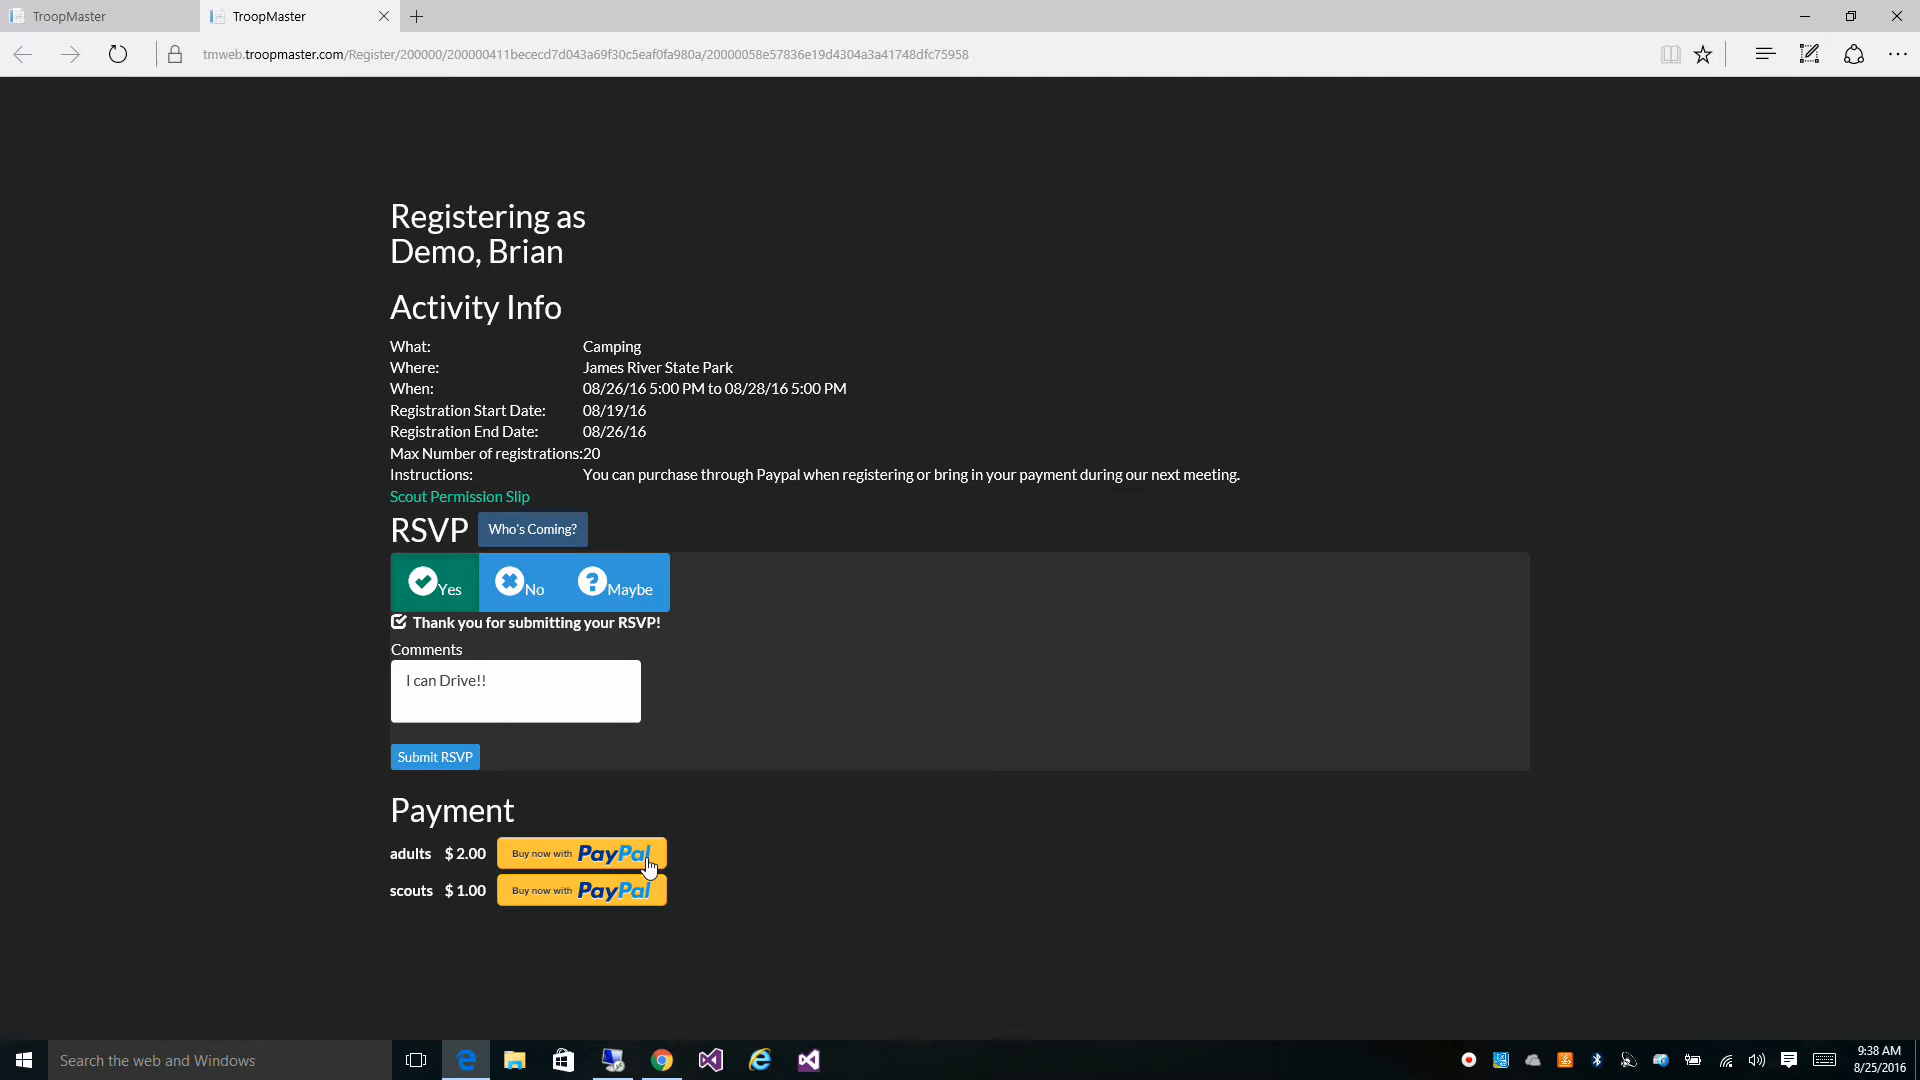 TroopMaster
TroopMaster
tmweb.troopmaster.com/Register/200000/200000411bececd7d043a69f30c5eaf0fa980a/20000058e57836e19d4304a3a41748dfc75958
Registering as
Demo, Brian
Activity Info
What: Camping
Where: James River State Park
When: 08/26/16 5:00 PM to 08/28/16 5:00 PM
Registration Start Date: 08/19/16
Registration End Date: 08/26/16
Max Number of registrations:20
Instructions: You can purchase through Paypal when registering or bring in your payment during our next meeting.
Scout Permission Slip
RSVP Who's Coming?
Yes No Maybe
Thank you for submitting your RSVP!
Comments
I can Drive!!
Submit RSVP
Payment
adults $ 2.00 Buy now with PayPal
scouts $ 1.00 Buy now with PayPal
Search the web and Windows
9:38 AM
8/25/2016